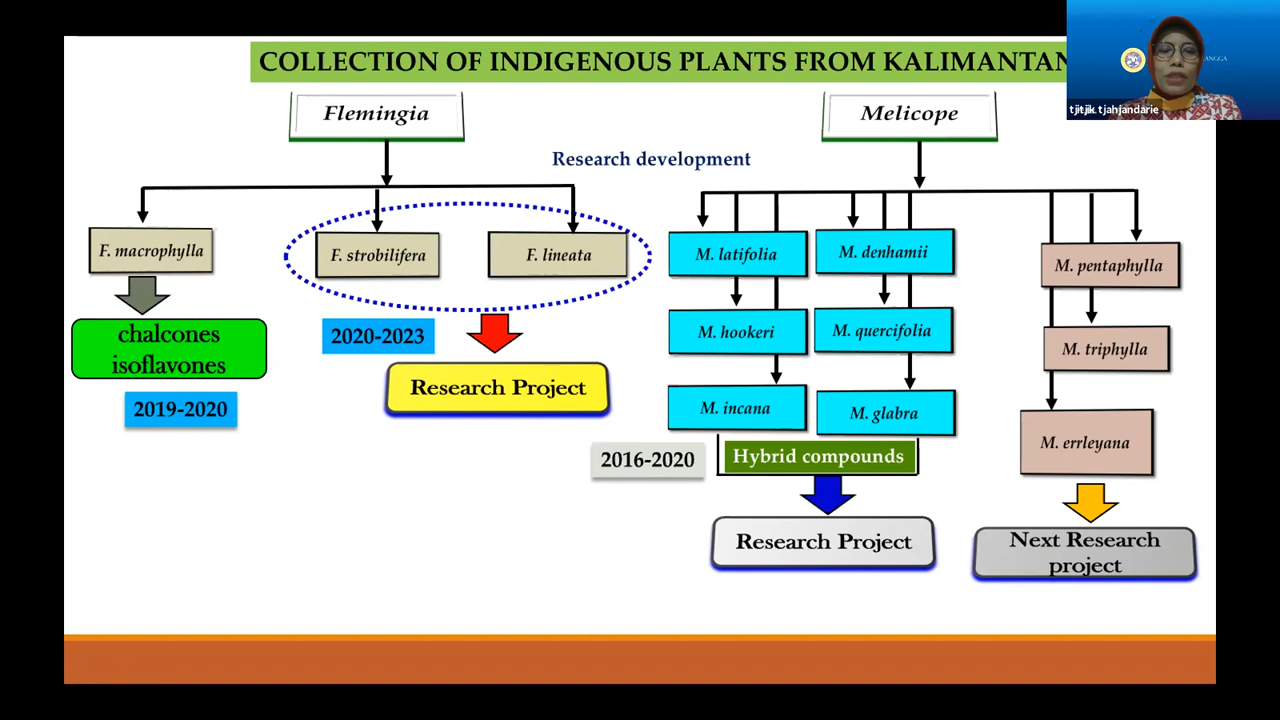 COLLECTION OF INDIGENOUS PLANTS FROM KALIMANTAN
ANGGA
tjitjik.tjahjandarie
Flemingia
Melicope
Research development
F. macrophylla
F. strobilifera
F. lineata
M. latifolia
M. denhamii
M. pentaphylla
chalcones
isoflavones
2020-2023
M. hookeri
M. quercifolia
M. triphylla
Research Project
2019-2020
M. incana
M. glabra
M. errleyana
2016-2020
Hybrid compounds
Research Project
Next Research
project